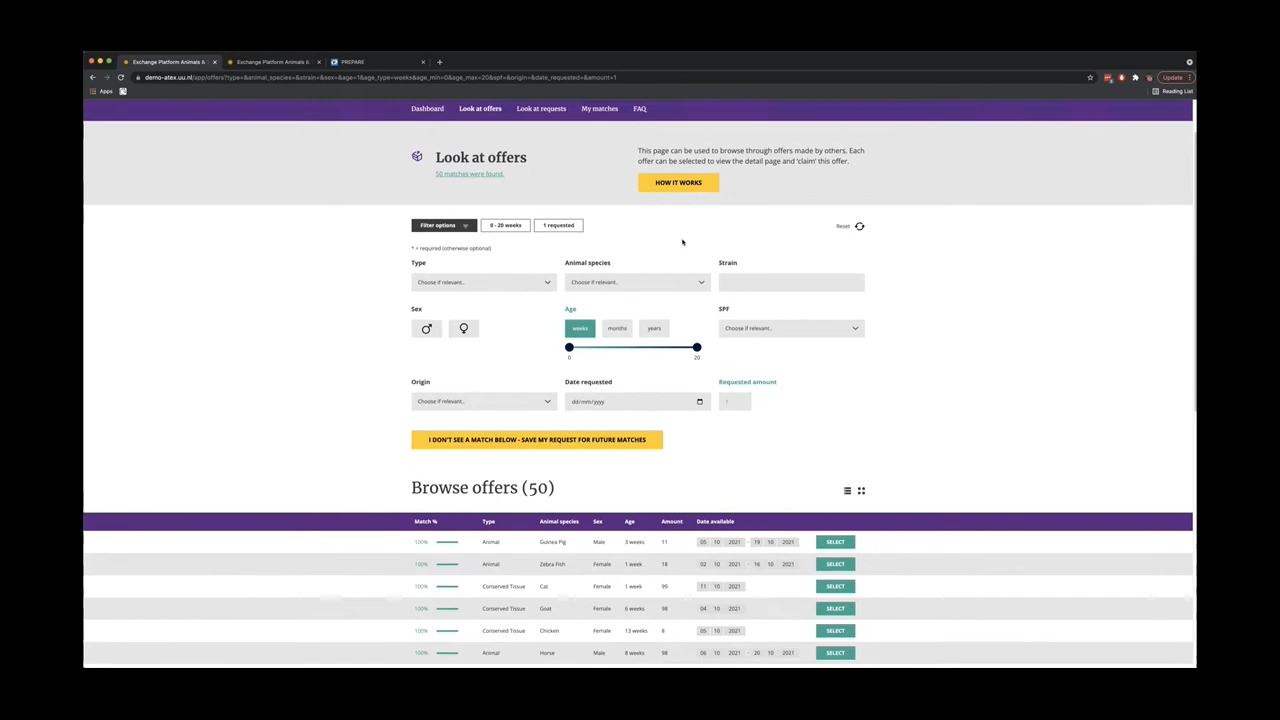 Exchange Platform Animals &
Exchange Platform Animals &
PREPARE
demo-atex.uu.nl/app/offers?type=&animal_species=&strain=&sex=&age=1&age_type=weeks&age_min=0&age_max=20&spf=&origin=&date_requested=&amount=1
Update
Apps
Reading List
Dashboard Look at offers Look at requests My matches FAQ
Look at offers
50 matches were found.
This page can be used to browse through offers made by others. Each
offer can be selected to view the detail page and 'claim' this offer.
HOW IT WORKS
Filter options 0 - 20 weeks 1 requested Reset
* = required (otherwise optional)
Type Animal species Strain
Choose if relevant.. Choose if relevant..
Sex Age SPF
weeks months years Choose if relevant..
0 20
Origin Date requested Requested amount
Choose if relevant.. dd/mm/yyyy 1
I DON'T SEE A MATCH BELOW - SAVE MY REQUEST FOR FUTURE MATCHES
Browse offers (50)
Match % Type Animal species Sex Age Amount Date available
100% Animal Guinea Pig Male 3 weeks 11 05 10 2021 - 19 10 2021 SELECT
100% Animal Zebra Fish Female 1 week 18 02 10 2021 - 16 10 2021 SELECT
100% Conserved Tissue Cat Female 1 week 99 11 10 2021 SELECT
100% Conserved Tissue Goat Female 6 weeks 98 04 10 2021 SELECT
100% Conserved Tissue Chicken Female 13 weeks 8 05 10 2021 SELECT
100% Animal Horse Male 8 weeks 98 06 10 2021 - 20 10 2021 SELECT